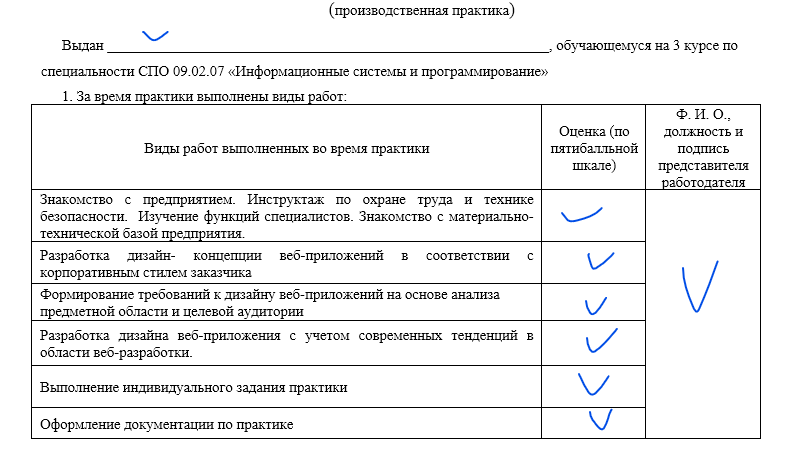 (производственная практика)
Выдан ____________________, обучающемуся на 3 курсе по
специальности СПО 09.02.07 «Информационные системы и программирование»
1. За время практики выполнены виды работ:
Виды работ выполненных во время практики
Оценка (по
пятибалльной
шкале)
Ф. И. О.,
должность и
подпись
представителя
работодателя
Знакомство с предприятием. Инструктаж по охране труда и технике
безопасности. Изучение функций специалистов. Знакомство с материально-
технической базой предприятия.
Разработка дизайн- концепции веб-приложений в соответствии с
корпоративным стилем заказчика
Формирование требований к дизайну веб-приложений на основе анализа
предметной области и целевой аудитории
Разработка дизайна веб-приложения с учетом современных тенденций в
области веб-разработки.
Выполнение индивидуального задания практики
Оформление документации по практике